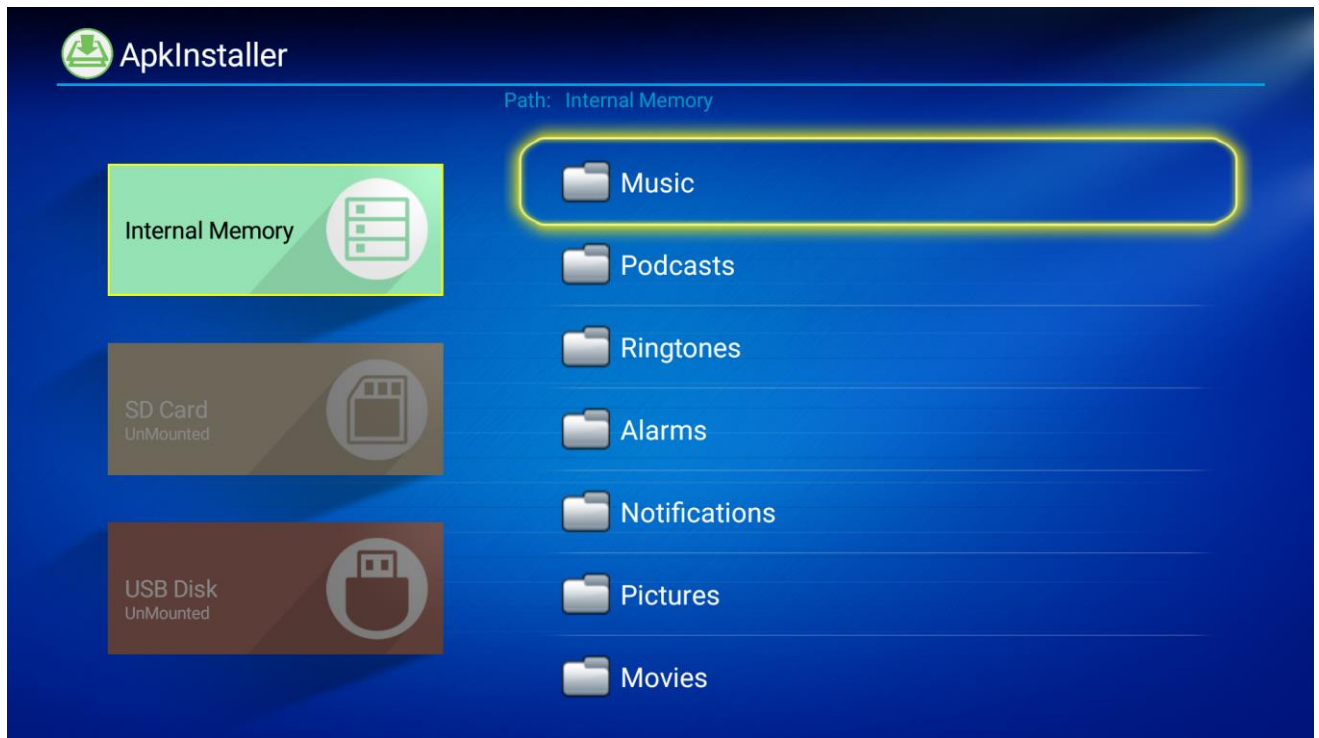 ApkInstaller
Path: Internal Memory
Internal Memory
SD Card
UnMounted
USB Disk
UnMounted
Music
Podcasts
Ringtones
Alarms
Notifications
Pictures
Movies